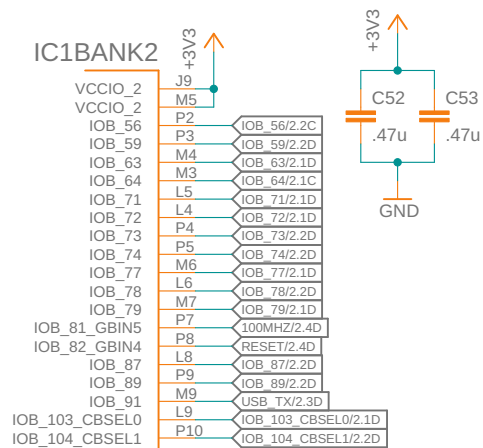 IC1BANK2
+3V3
+3V3
C52
.47u
C53
.47u
GND
VCCIO_2 J9
VCCIO_2 M5
IOB_56 P2 IOB_56/2.2C
IOB_59 P3 IOB_59/2.2D
IOB_63 M4 IOB_63/2.1D
IOB_64 M3 IOB_64/2.1C
IOB_71 L5 IOB_71/2.1D
IOB_72 L4 IOB_72/2.1D
IOB_73 P4 IOB_73/2.2D
IOB_74 P5 IOB_74/2.2D
IOB_77 M6 IOB_77/2.1D
IOB_78 L6 IOB_78/2.2D
IOB_79 M7 IOB_79/2.1D
IOB_81_GBIN5 P7 100MHZ/2.4D
IOB_82_GBIN4 P8 RESET/2.4D
IOB_87 L8 IOB_87/2.2D
IOB_89 P9 IOB_89/2.2D
IOB_91 M9 USB_TX/2.3D
IOB_103_CBSEL0 L9 IOB_103_CBSEL0/2.1D
IOB_104_CBSEL1 P10 IOB_104_CBSEL1/2.2D